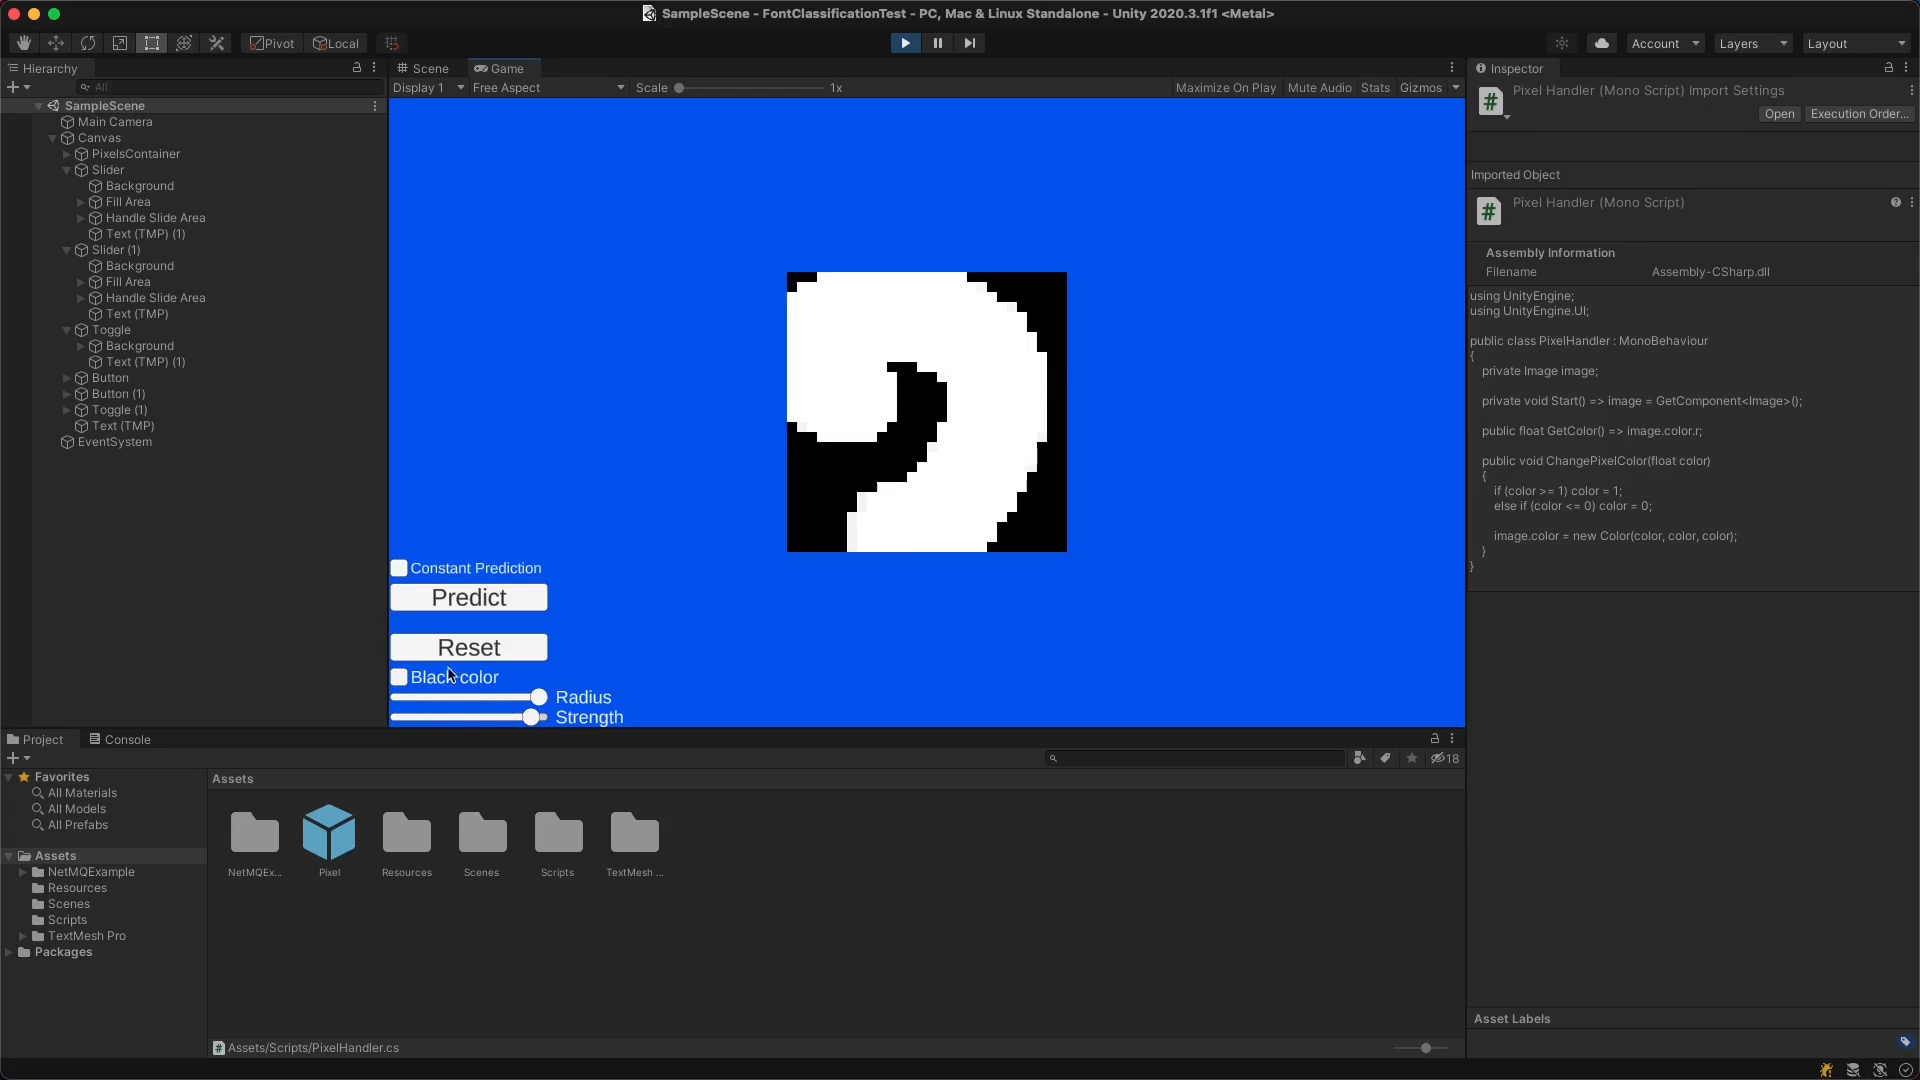 SampleScene - FontClassificationTest - PC, Mac & Linux Standalone - Unity 2020.3.1f1 <Metal>
Pivot Local
Account Layers Layout
Hierarchy
All
SampleScene
Main Camera
Canvas
PixelsContainer
Slider
Background
Fill Area
Handle Slide Area
Text (TMP) (1)
Slider (1)
Background
Fill Area
Handle Slide Area
Text (TMP)
Toggle
Background
Text (TMP) (1)
Button
Button (1)
Toggle (1)
Text (TMP)
EventSystem
Scene Game
Display 1 Free Aspect Scale 1x Maximize On Play Mute Audio Stats Gizmos
Constant Prediction
Predict
Reset
Black color
Radius
Strength
Inspector
Pixel Handler (Mono Script) Import Settings
Open Execution Order...
Imported Object
Pixel Handler (Mono Script)
Assembly Information
Filename Assembly-CSharp.dll
using UnityEngine;
using UnityEngine.UI;
public class PixelHandler : MonoBehaviour
{
private Image image;
private void Start() => image = GetComponent<Image>();
public float GetColor() => image.color.r;
public void ChangePixelColor(float color)
{
if (color >= 1) color = 1;
else if (color <= 0) color = 0;
image.color = new Color(color, color, color);
}
}
Asset Labels
Project Console
18
Favorites
All Materials
All Models
All Prefabs
Assets
NetMQExample
Resources
Scenes
Scripts
TextMesh Pro
Packages
Assets
NetMQEx... Pixel Resources Scenes Scripts TextMesh ...
Assets/Scripts/PixelHandler.cs